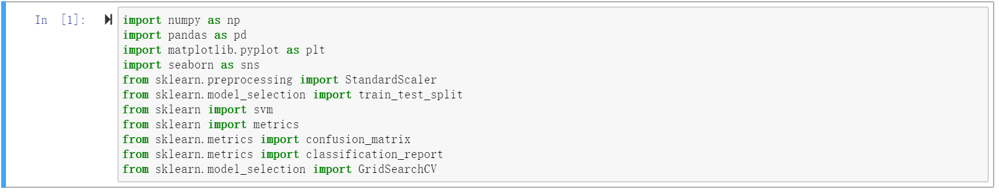 In [1]:
import numpy as np
import pandas as pd
import matplotlib.pyplot as plt
import seaborn as sns
from sklearn.preprocessing import StandardScaler
from sklearn.model_selection import train_test_split
from sklearn import svm
from sklearn import metrics
from sklearn.metrics import confusion_matrix
from sklearn.metrics import classification_report
from sklearn.model_selection import GridSearchCV